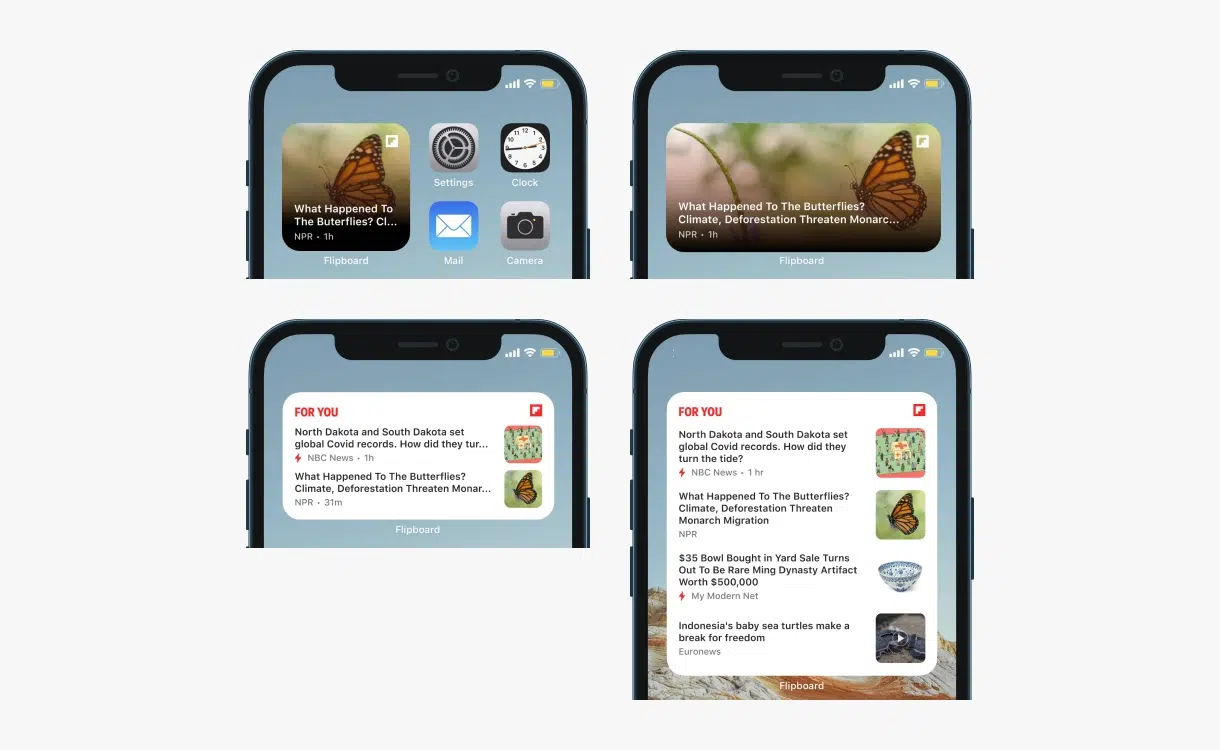 What Happened To
The Buterflies? Cl...
NPR • 1h
Flipboard
Settings
Clock
Mail
Camera
What Happened To The Butterflies?
Climate, Deforestation Threaten Monarc...
NPR • 1h
Flipboard
FOR YOU
North Dakota and South Dakota set
global Covid records. How did they tur...
NBC News • 1h
What Happened To The Butterflies?
Climate, Deforestation Threaten Monar...
NPR • 31m
Flipboard
FOR YOU
North Dakota and South Dakota set
global Covid records. How did they
turn the tide?
NBC News • 1 hr
What Happened To The Butterflies?
Climate, Deforestation Threaten
Monarch Migration
NPR
$35 Bowl Bought in Yard Sale Turns
Out To Be Rare Ming Dynasty Artifact
Worth $500,000
My Modern Net
Indonesia's baby sea turtles make a
break for freedom
Euronews
Flipboard